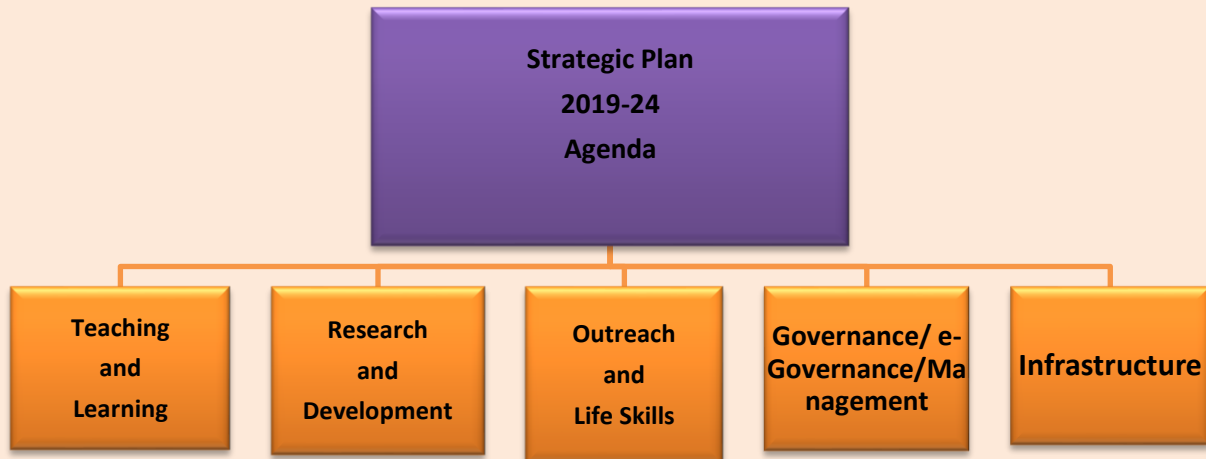 Strategic Plan
2019-24
Agenda
Teaching
and
Learning
Research
and
Development
Outreach
and
Life Skills
Governance/ e-
Governance/Ma
nagement
Infrastructure